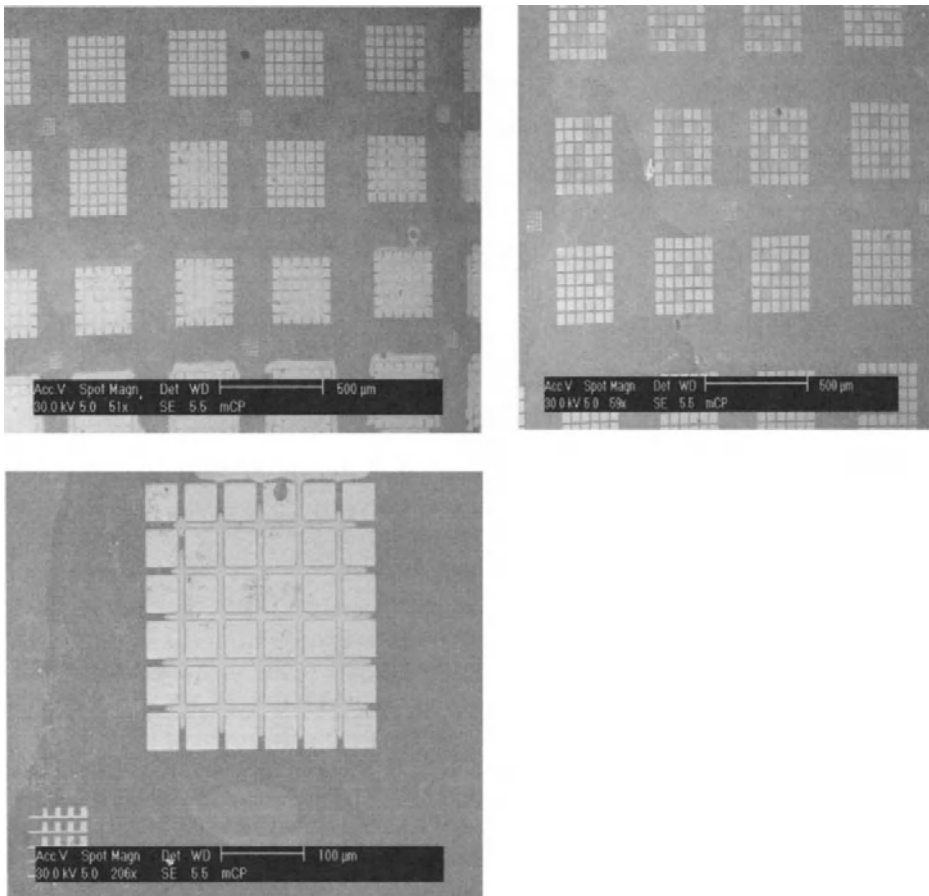 Acc.V Spot Magn Det WD 500 µm
30.0 kV 5.0 51x SE 5.5 mCP
Acc.V Spot Magn Det WD 500 µm
30.0 kV 5.0 59x SE 5.5 mCP
Acc.V Spot Magn Det WD 100 µm
30.0 kV 5.0 206x SE 5.5 mCP